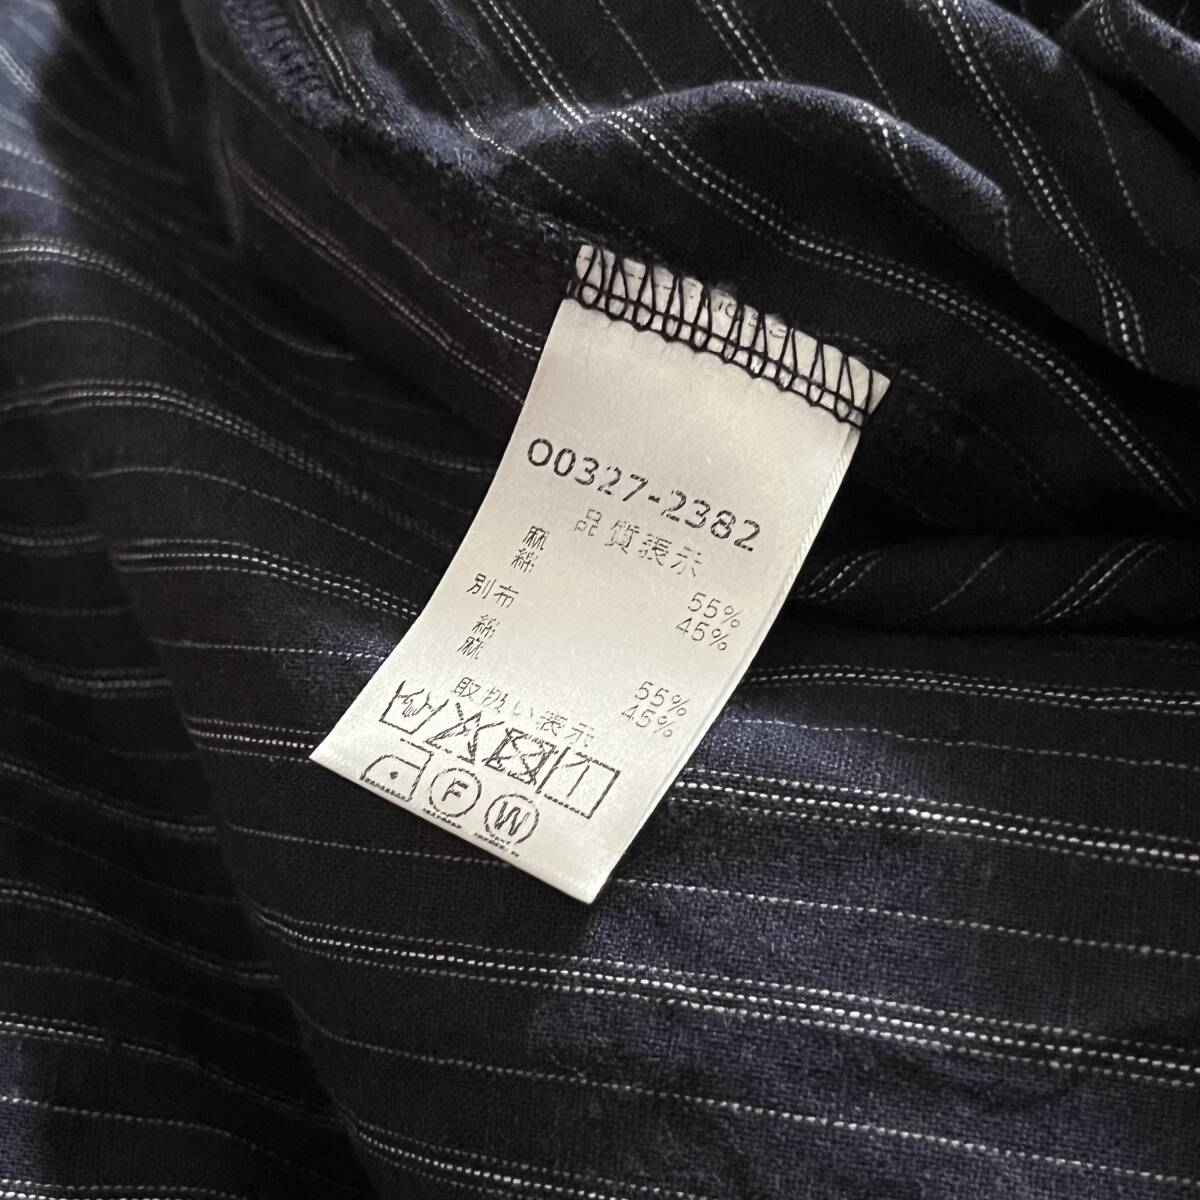 O0327-2382
品質表示
麻 55%
綿 45%
別布
綿 55%
麻 45%
取扱い表示
F W